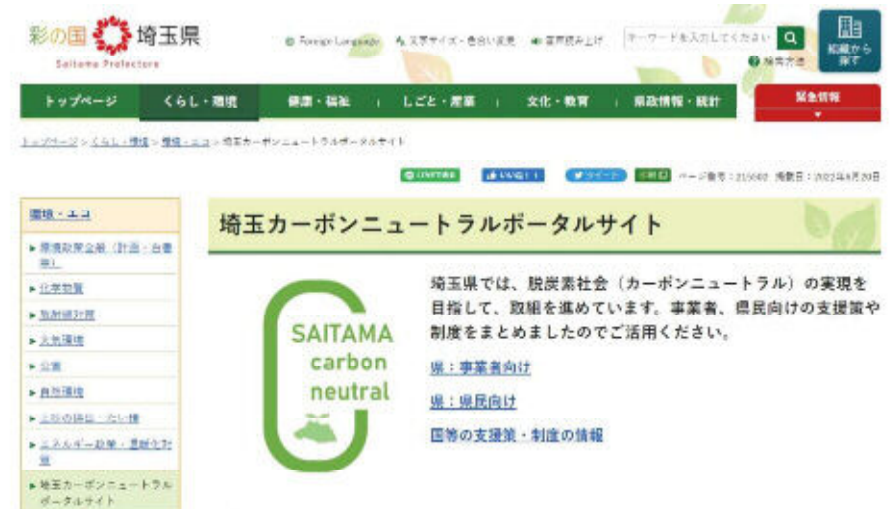 彩の国 埼玉県
Saitama Prefecture
Foreign Language 文字サイズ・色合い変更 音声読み上げ キーワードを入力してください
検索方法
組織から
探す
トップページ くらし・環境 健康・福祉 しごと・産業 文化・教育 県政情報・統計 緊急情報
トップページ > くらし・環境 > 環境・エコ > 埼玉カーボンニュートラルポータルサイト
ツイート 印刷 ページ番号：215502 掲載日：2022年6月20日
環境・エコ
環境政策全般（計画・白書
等）
化学物質
放射線対策
大気環境
公害
自然環境
エネルギー政策・温暖化対
策
埼玉カーボンニュートラル
ポータルサイト
埼玉カーボンニュートラルポータルサイト
SAITAMA
carbon
neutral
埼玉県では、脱炭素社会（カーボンニュートラル）の実現を
目指して、取組を進めています。事業者、県民向けの支援策や
制度をまとめましたのでご活用ください。
県：事業者向け
県：県民向け
国等の支援策・制度の情報